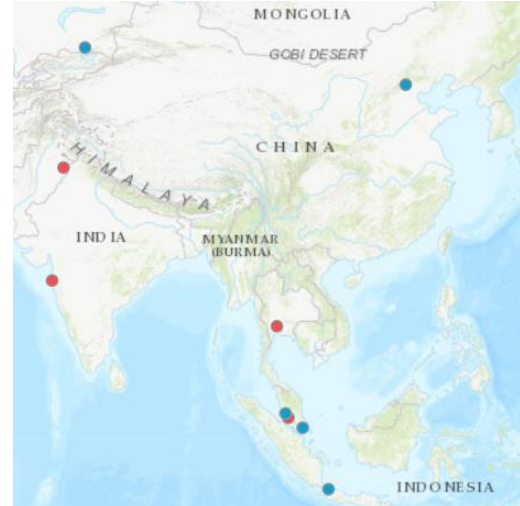 MONGOLIA
GOBI DESERT
CHINA
HIMALAYA
INDIA
MYANMAR
(BURMA)
INDONESIA